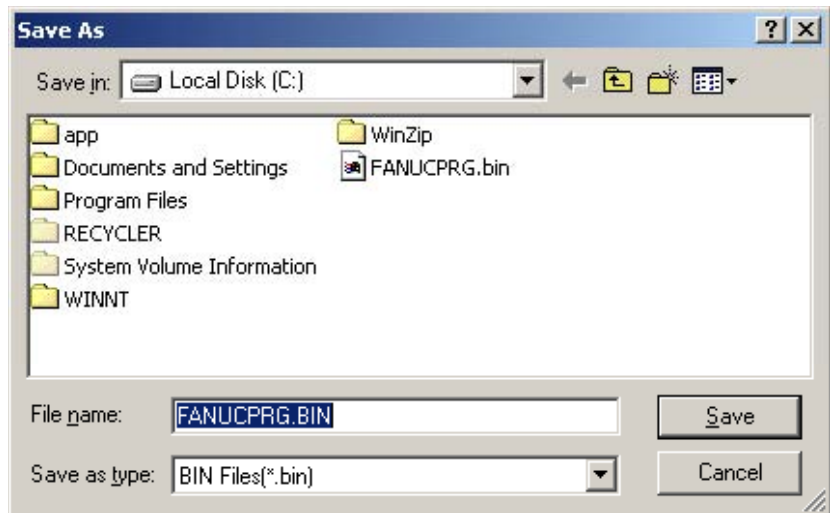 Save As
Save in: Local Disk (C:)
app
Documents and Settings
Program Files
RECYCLER
System Volume Information
WINNT
WinZip
FANUCPRG.bin
File name: FANUCPRG.BIN Save
Save as type: BIN Files(*.bin) Cancel